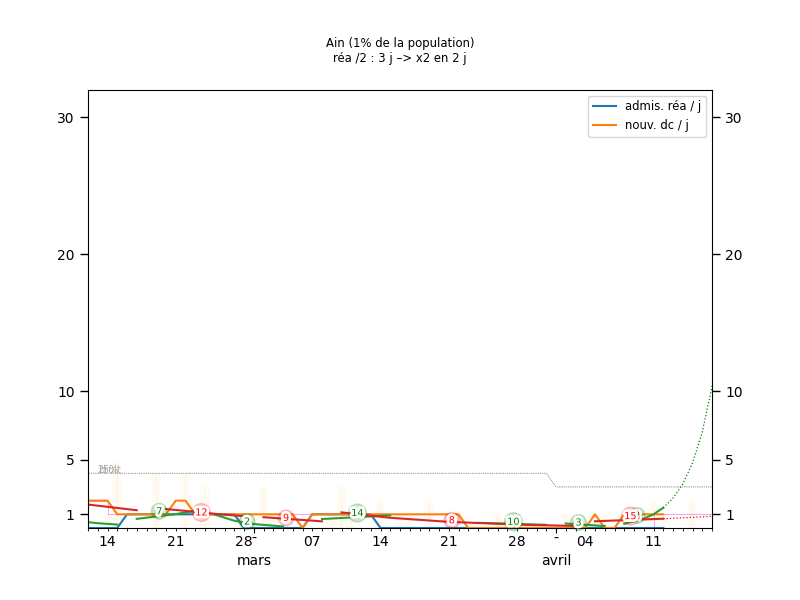 Ain (1% de la population)
réa /2 : 3 j –> x2 en 2 j
admis. réa / j
nouv. dc / j
30 30
20 20
10 10
5 5
1 1
7 12 2 9 14 8 10 3 15
14 21 28- 07 14 21 28 - 04 11
mars avril